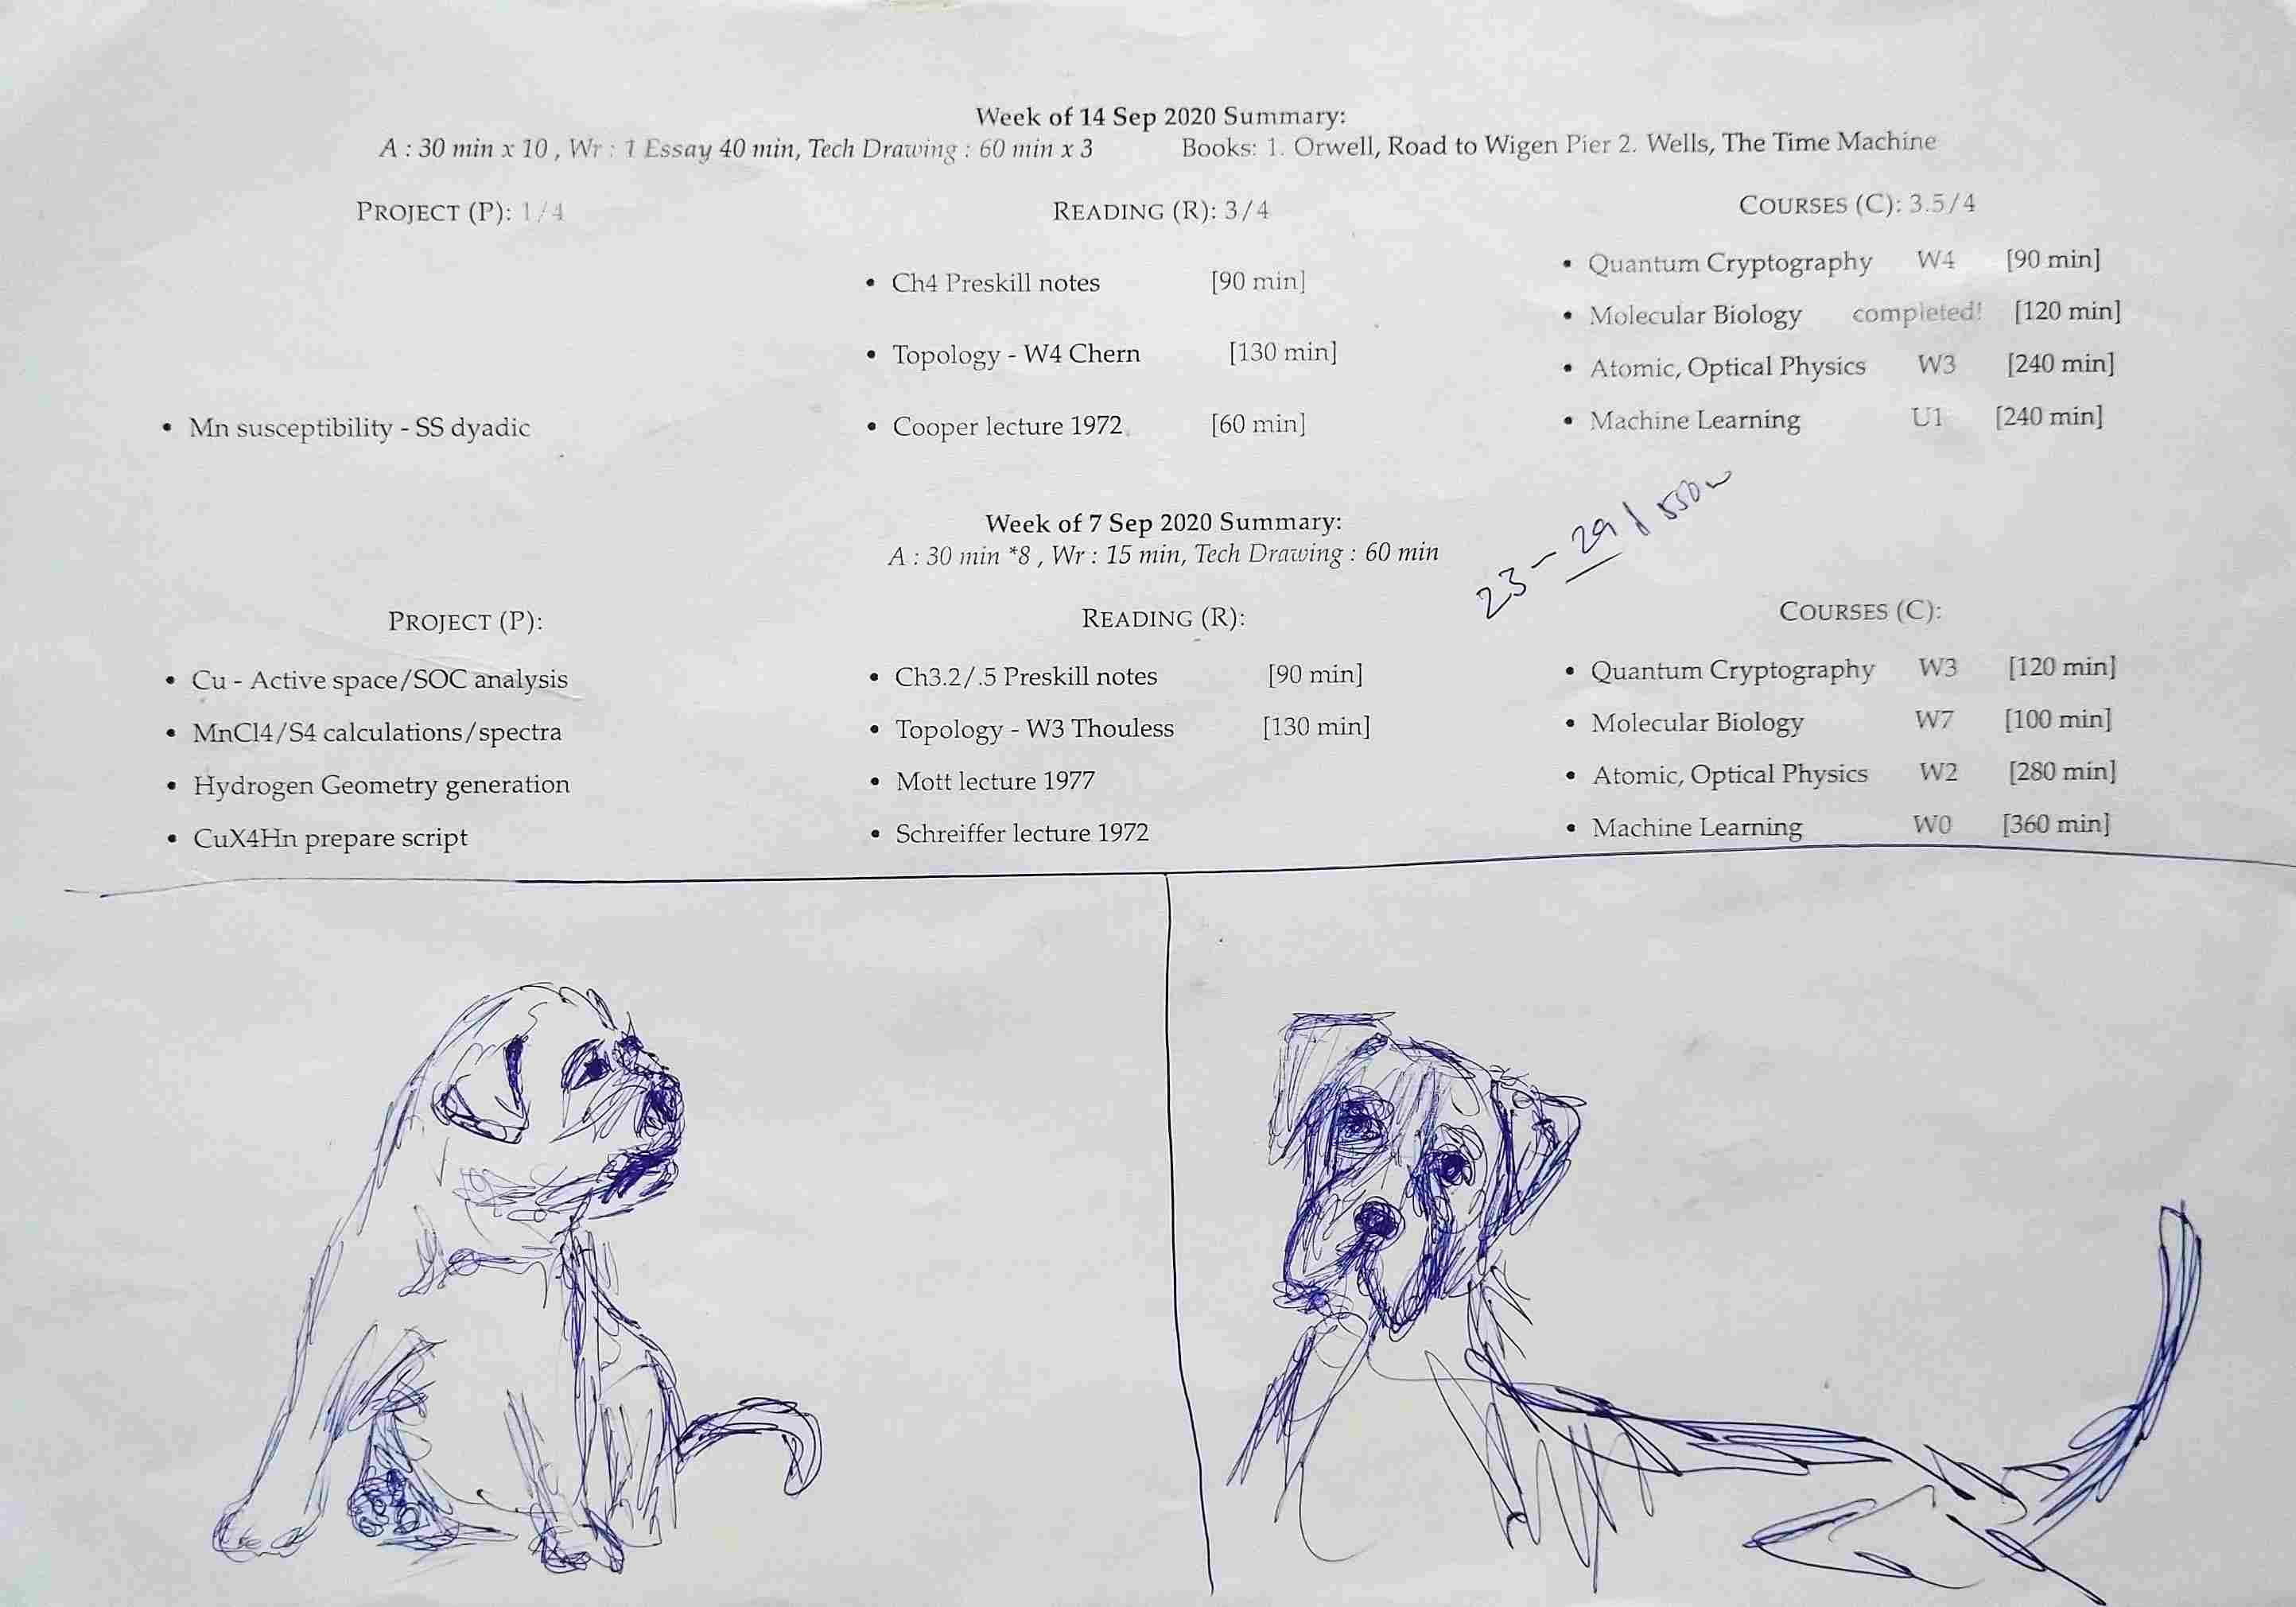 Week of 14 Sep 2020 Summary:
A : 30 min x 10 , Wr : 1 Essay 40 min, Tech Drawing : 60 min x 3 Books: 1. Orwell, Road to Wigen Pier 2. Wells, The Time Machine
PROJECT (P): 1/4
• Mn susceptibility - SS dyadic
READING (R): 3/4
• Ch4 Preskill notes [90 min]
• Topology - W4 Chern [130 min]
• Cooper lecture 1972 [60 min]
COURSES (C): 3.5/4
• Quantum Cryptography W4 [90 min]
• Molecular Biology completed! [120 min]
• Atomic, Optical Physics W3 [240 min]
• Machine Learning U1 [240 min]
23 - 29
Week of 7 Sep 2020 Summary:
A : 30 min *8 , Wr : 15 min, Tech Drawing : 60 min
PROJECT (P):
• Cu - Active space/SOC analysis
• MnCl4/S4 calculations/spectra
• Hydrogen Geometry generation
• CuX4Hn prepare script
READING (R):
• Ch3.2/.5 Preskill notes [90 min]
• Topology - W3 Thouless [130 min]
• Mott lecture 1977
• Schreiffer lecture 1972
COURSES (C):
• Quantum Cryptography W3 [120 min]
• Molecular Biology W7 [100 min]
• Atomic, Optical Physics W2 [280 min]
• Machine Learning W0 [360 min]